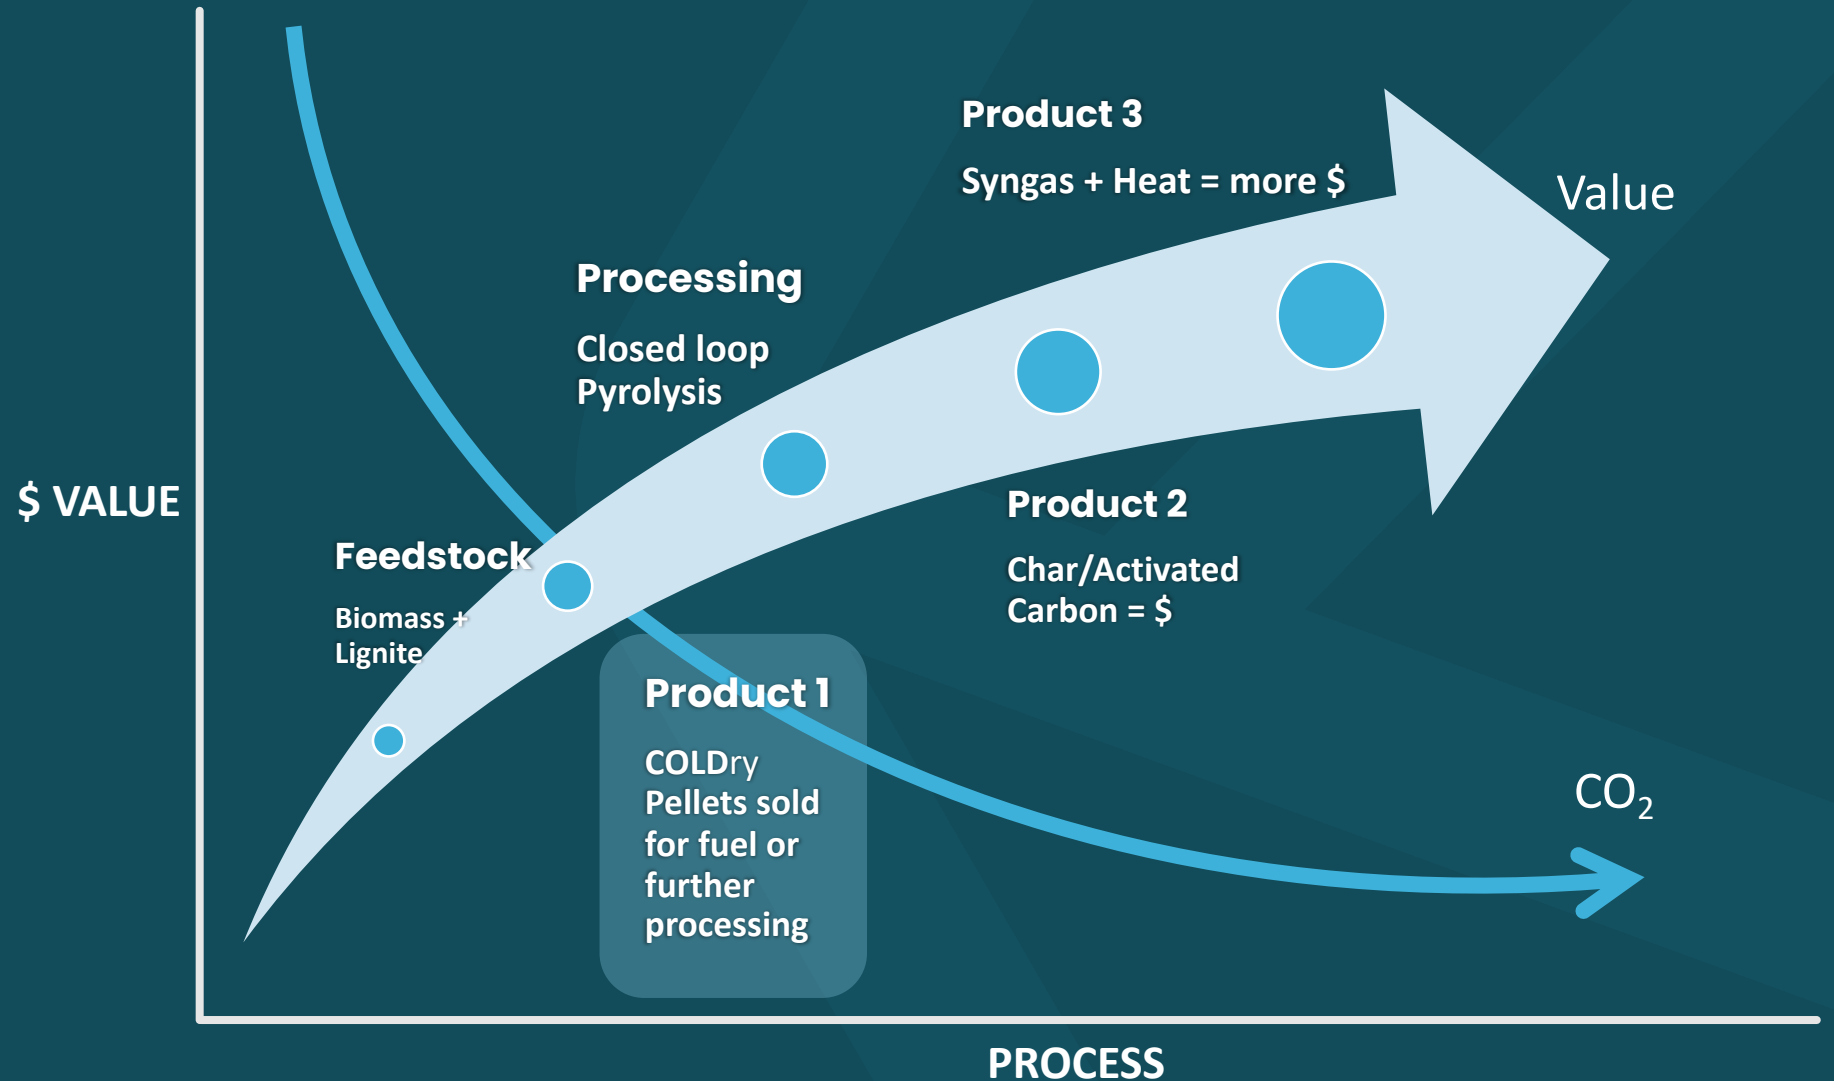 Product 3
Syngas + Heat = more $
Value
Processing
Closed loop
Pyrolysis
$ VALUE
Feedstock
Biomass +
Lignite
Product 2
Char/Activated
Carbon = $
Product 1
COLDry
Pellets sold
for fuel or
further
processing
CO₂
PROCESS